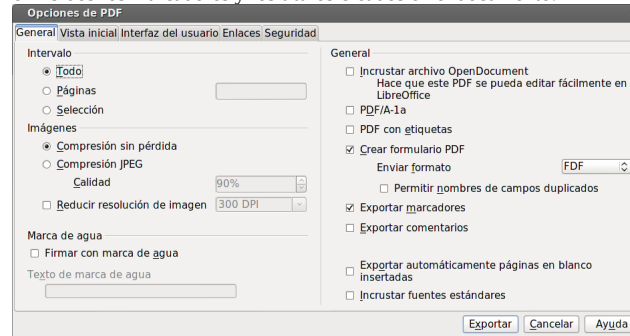 Opciones de PDF
General Vista inicial Interfaz del usuario Enlaces Seguridad
Intervalo
Todo
Páginas
Selección
Imágenes
Compresión sin pérdida
Compresión JPEG
Calidad 90%
Reducir resolución de imagen 300 DPI
Marca de agua
Firmar con marca de agua
Texto de marca de agua
General
Incrustar archivo OpenDocument
Hace que este PDF se pueda editar fácilmente en
LibreOffice
PDF/A-1a
PDF con etiquetas
Crear formulario PDF
Enviar formato FDF
Permitir nombres de campos duplicados
Exportar marcadores
Exportar comentarios
Exportar automáticamente páginas en blanco
insertadas
Incrustar fuentes estándares
Exportar Cancelar Ayuda